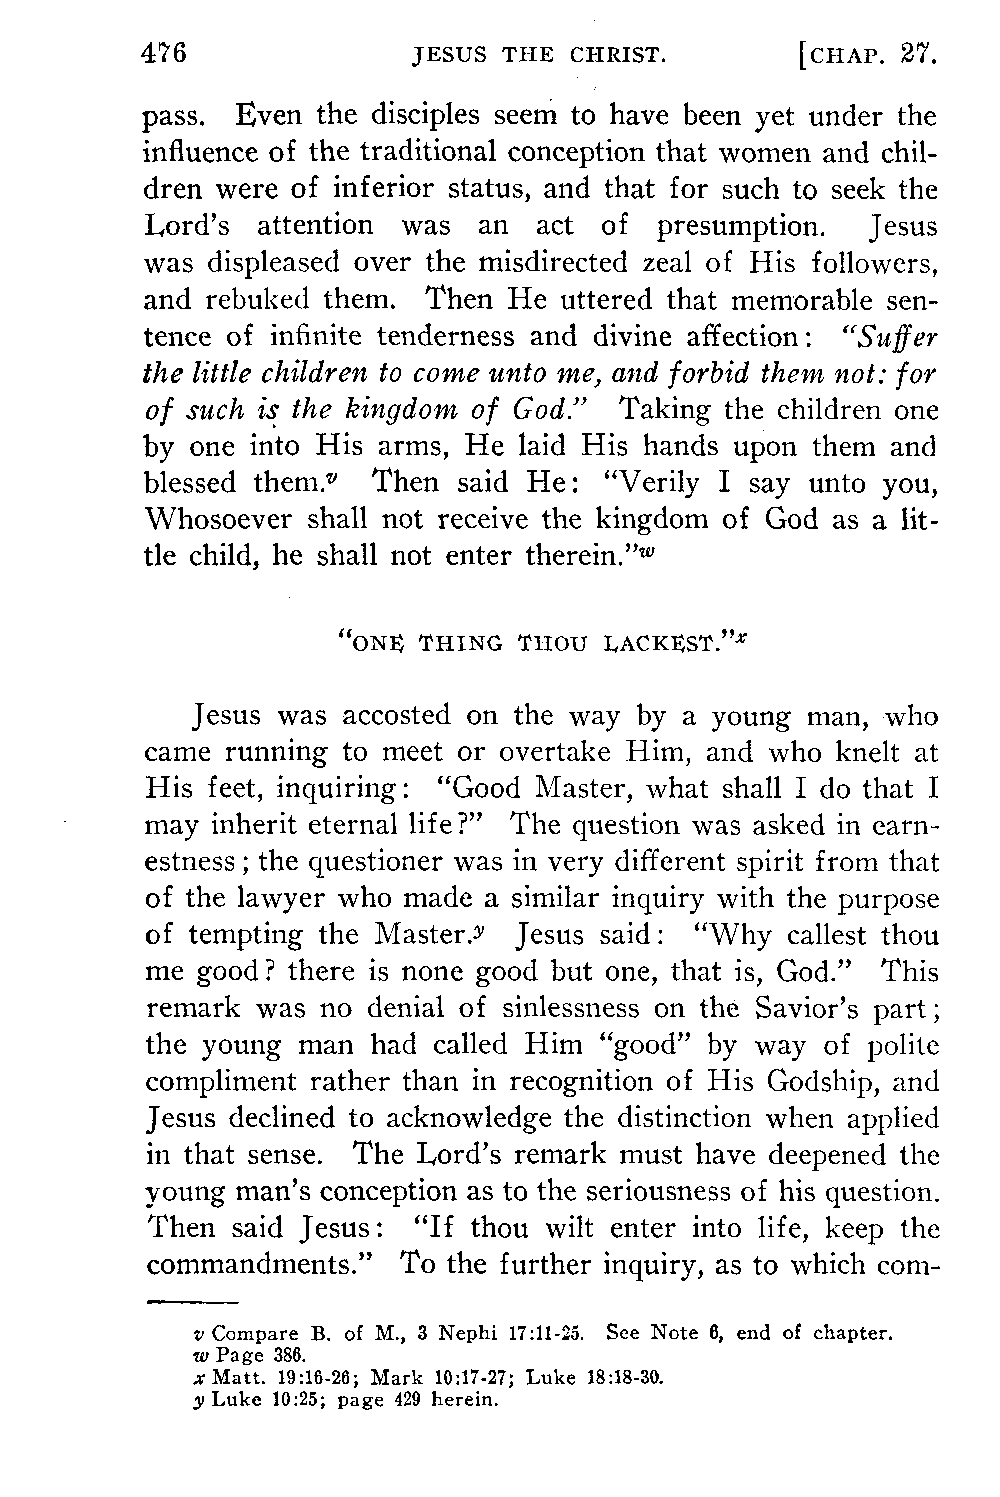 476 JESUS THE CHRIST. [CHAP. 27.
pass. Even the disciples seem to have been yet under the
influence of the traditional conception that women and chil-
dren were of inferior status, and that for such to seek the
Lord's attention was an act of presumption. Jesus
was displeased over the misdirected zeal of His followers,
and rebuked them. Then He uttered that memorable sen-
tence of infinite tenderness and divine affection: "Suffer
the little children to come unto me, and forbid them not: for
of such is the kingdom of God." Taking the children one
by one into His arms, He laid His hands upon them and
blessed them.v Then said He: "Verily I say unto you,
Whosoever shall not receive the kingdom of God as a lit-
tle child, he shall not enter therein."w
"ONE THING THOU LACKEST."x
Jesus was accosted on the way by a young man, who
came running to meet or overtake Him, and who knelt at
His feet, inquiring: "Good Master, what shall I do that I
may inherit eternal life?" The question was asked in earn-
estness; the questioner was in very different spirit from that
of the lawyer who made a similar inquiry with the purpose
of tempting the Master.y Jesus said: "Why callest thou
me good? there is none good but one, that is, God." This
remark was no denial of sinlessness on the Savior's part;
the young man had called Him "good" by way of polite
compliment rather than in recognition of His Godship, and
Jesus declined to acknowledge the distinction when applied
in that sense. The Lord's remark must have deepened the
young man's conception as to the seriousness of his question.
Then said Jesus: "If thou wilt enter into life, keep the
commandments." To the further inquiry, as to which com-
v Compare B. of M., 3 Nephi 17:11-25. See Note 6, end of chapter.
w Page 386.
x Matt. 19:16-26; Mark 10:17-27; Luke 18:18-30.
y Luke 10:25; page 429 herein.